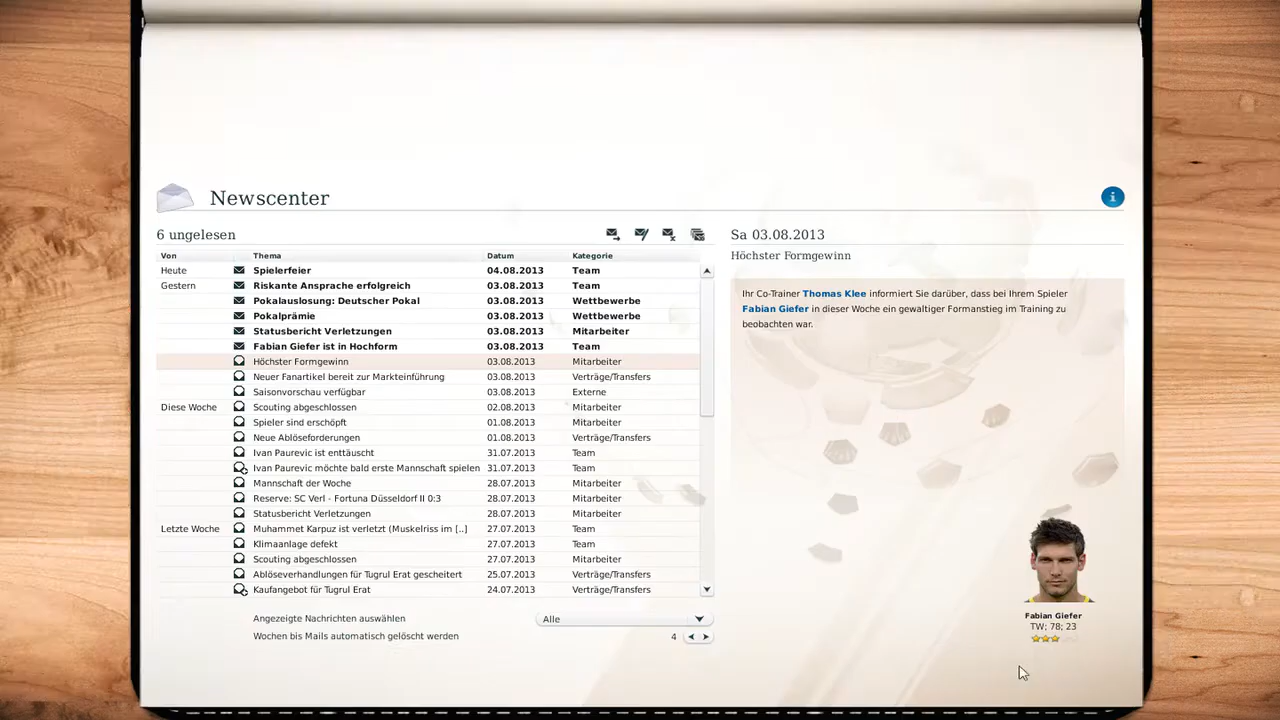 Newscenter
i
6 ungelesen
Von Thema Datum Kategorie
Heute Spielerfeier 04.08.2013 Team
Gestern Riskante Ansprache erfolgreich 03.08.2013 Team
Pokalauslosung: Deutscher Pokal 03.08.2013 Wettbewerbe
Pokalprämie 03.08.2013 Wettbewerbe
Statusbericht Verletzungen 03.08.2013 Mitarbeiter
Fabian Giefer ist in Hochform 03.08.2013 Team
Höchster Formgewinn 03.08.2013 Mitarbeiter
Neuer Fanartikel bereit zur Markteinführung 03.08.2013 Verträge/Transfers
Saisonvorschau verfügbar 03.08.2013 Externe
Diese Woche Scouting abgeschlossen 02.08.2013 Mitarbeiter
Spieler sind erschöpft 01.08.2013 Mitarbeiter
Neue Ablöseforderungen 01.08.2013 Verträge/Transfers
Ivan Paurevic ist enttäuscht 31.07.2013 Team
Ivan Paurevic möchte bald erste Mannschaft spielen 31.07.2013 Team
Mannschaft der Woche 28.07.2013 Mitarbeiter
Reserve: SC Verl - Fortuna Düsseldorf II 0:3 28.07.2013 Mitarbeiter
Statusbericht Verletzungen 28.07.2013 Mitarbeiter
Letzte Woche Muhammet Karpuz ist verletzt (Muskelriss im [..] 27.07.2013 Team
Klimaanlage defekt 27.07.2013 Team
Scouting abgeschlossen 27.07.2013 Mitarbeiter
Ablöseverhandlungen für Tugrul Erat gescheitert 25.07.2013 Verträge/Transfers
Kaufangebot für Tugrul Erat 24.07.2013 Verträge/Transfers
Angezeigte Nachrichten auswählen Alle
Wochen bis Mails automatisch gelöscht werden 4
Sa 03.08.2013
Höchster Formgewinn
Ihr Co-Trainer Thomas Klee informiert Sie darüber, dass bei Ihrem Spieler
Fabian Giefer in dieser Woche ein gewaltiger Formanstieg im Training zu
beobachten war.
Fabian Giefer
TW; 78; 23